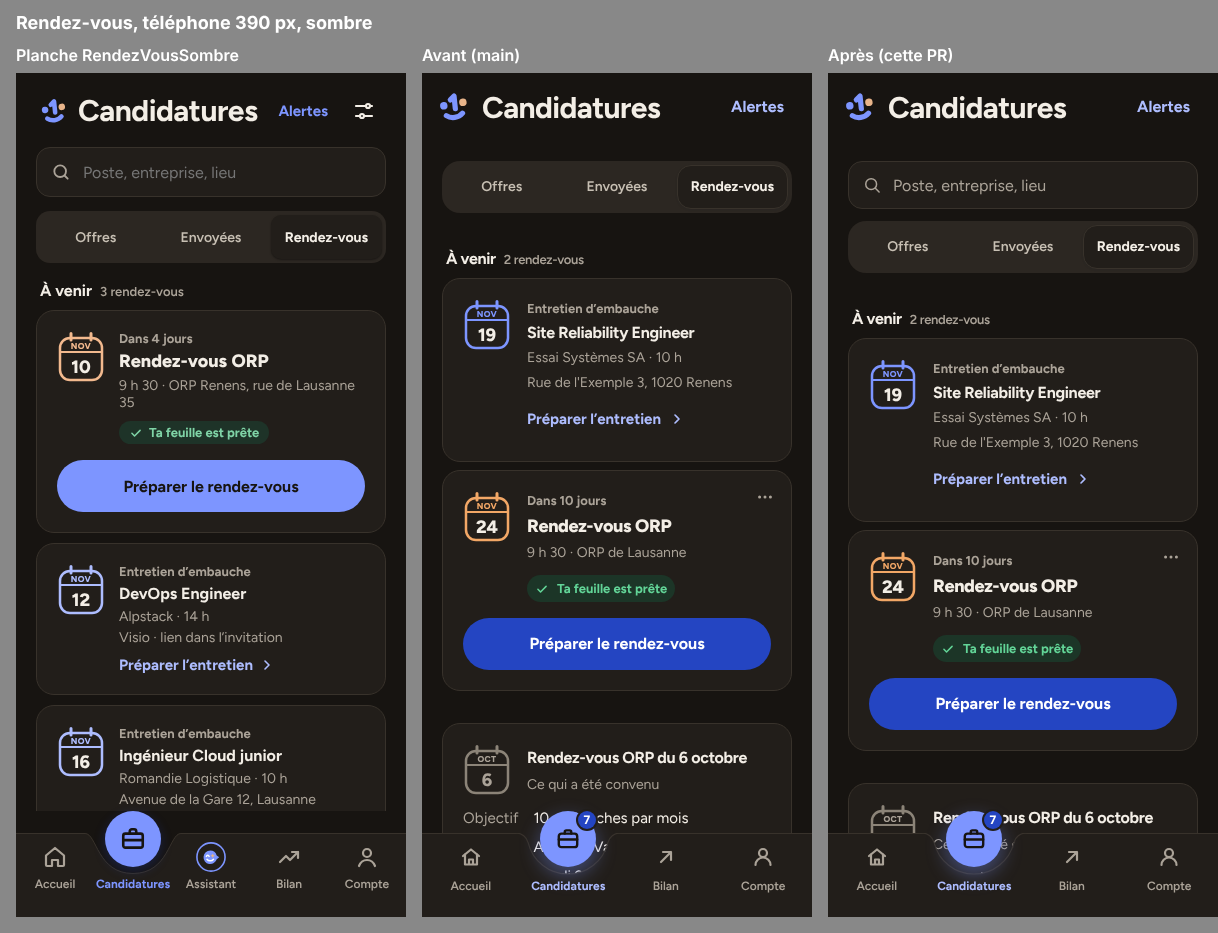 Rendez-vous, téléphone 390 px, sombre
Planche RendezVousSombre
Candidatures
Alertes
Poste, entreprise, lieu
Offres
Envoyées
Rendez-vous
À venir 3 rendez-vous
NOV
10
Dans 4 jours
Rendez-vous ORP
9 h 30 · ORP Renens, rue de Lausanne
35
Ta feuille est prête
Préparer le rendez-vous
NOV
12
Entretien d’embauche
DevOps Engineer
Alpstack · 14 h
Visio · lien dans l’invitation
Préparer l’entretien
NOV
16
Entretien d’embauche
Ingénieur Cloud junior
Romandie Logistique · 10 h
Avenue de la Gare 12, Lausanne
Accueil
Candidatures
Assistant
Bilan
Compte
Avant (main)
Candidatures
Alertes
Offres
Envoyées
Rendez-vous
À venir 2 rendez-vous
NOV
19
Entretien d’embauche
Site Reliability Engineer
Essai Systèmes SA · 10 h
Rue de l'Exemple 3, 1020 Renens
Préparer l’entretien
NOV
24
Dans 10 jours
Rendez-vous ORP
9 h 30 · ORP de Lausanne
Ta feuille est prête
Préparer le rendez-vous
OCT
6
Rendez-vous ORP du 6 octobre
Ce qui a été convenu
Objectif
10
ches par mois
7
Accueil
Candidatures
Bilan
Compte
Après (cette PR)
Candidatures
Alertes
Poste, entreprise, lieu
Offres
Envoyées
Rendez-vous
À venir 2 rendez-vous
NOV
19
Entretien d’embauche
Site Reliability Engineer
Essai Systèmes SA · 10 h
Rue de l'Exemple 3, 1020 Renens
Préparer l’entretien
NOV
24
Dans 10 jours
Rendez-vous ORP
9 h 30 · ORP de Lausanne
Ta feuille est prête
Préparer le rendez-vous
OCT
ous ORP du 6 octobre
7
Accueil
Candidatures
Bilan
Compte